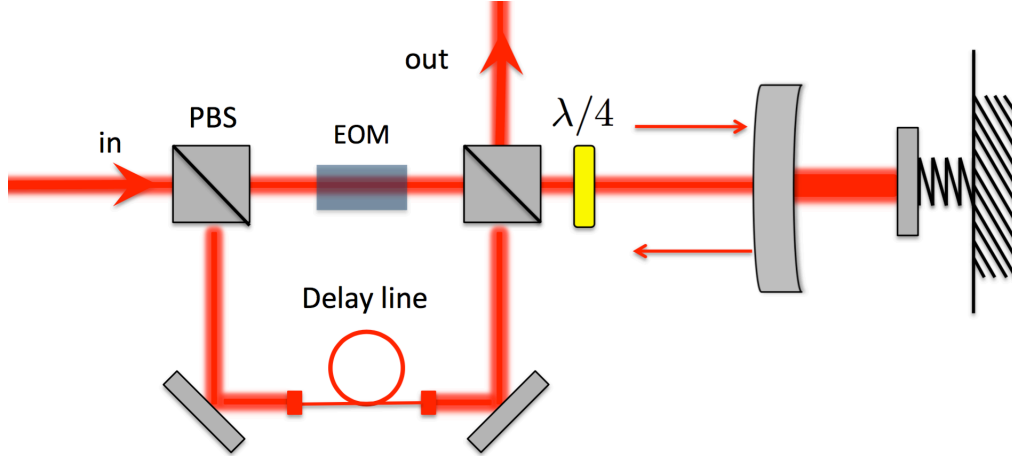 out
λ/4
PBS
EOM
in
Delay line